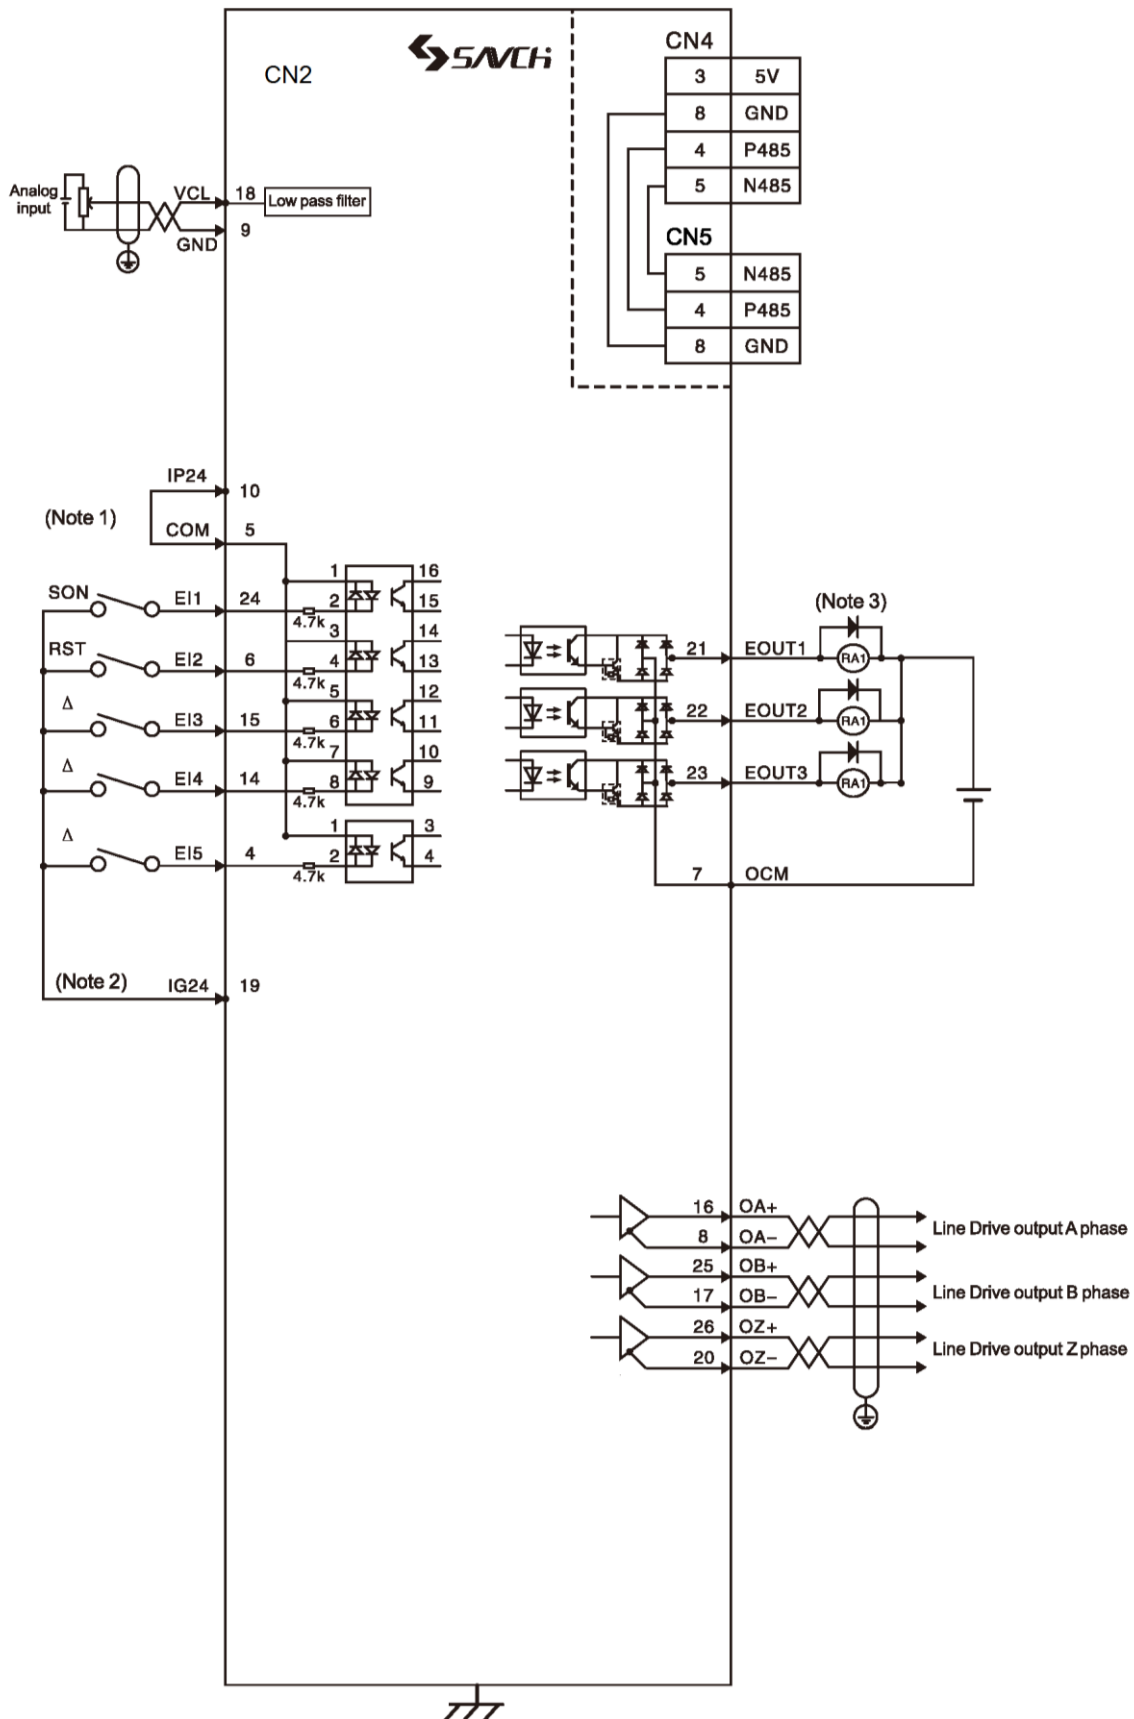 SAVCH
CN2
CN4
3 5V
8 GND
4 P485
5 N485
CN5
5 N485
4 P485
8 GND
Analog
input
VCL 18 Low pass filter
GND 9
IP24 10
(Note 1)
COM 5
SON EI1 24 4.7k 1 2 16 15
RST EI2 6 4.7k 3 4 14 13
Δ EI3 15 4.7k 5 6 12 11
Δ EI4 14 4.7k 7 8 10 9
Δ EI5 4 4.7k 1 2 3 4
(Note 2) IG24 19
(Note 3)
21 EOUT1 RA1
22 EOUT2 RA1
23 EOUT3 RA1
7 OCM
16 OA+
8 OA−
Line Drive output A phase
25 OB+
17 OB−
Line Drive output B phase
26 OZ+
20 OZ−
Line Drive output Z phase